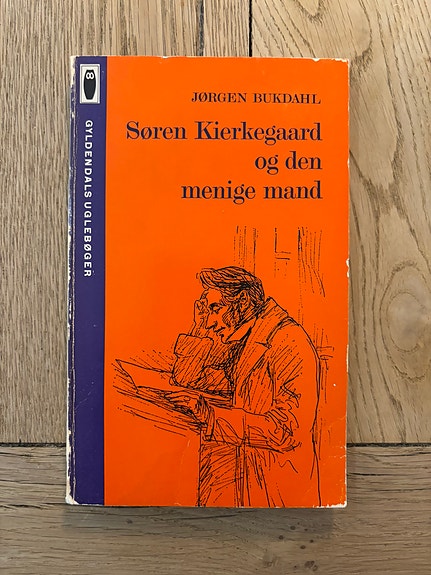 JØRGEN BUKDAHL
Søren Kierkegaard
og den
menige mand
GYLDENDALS UGLEBØGER